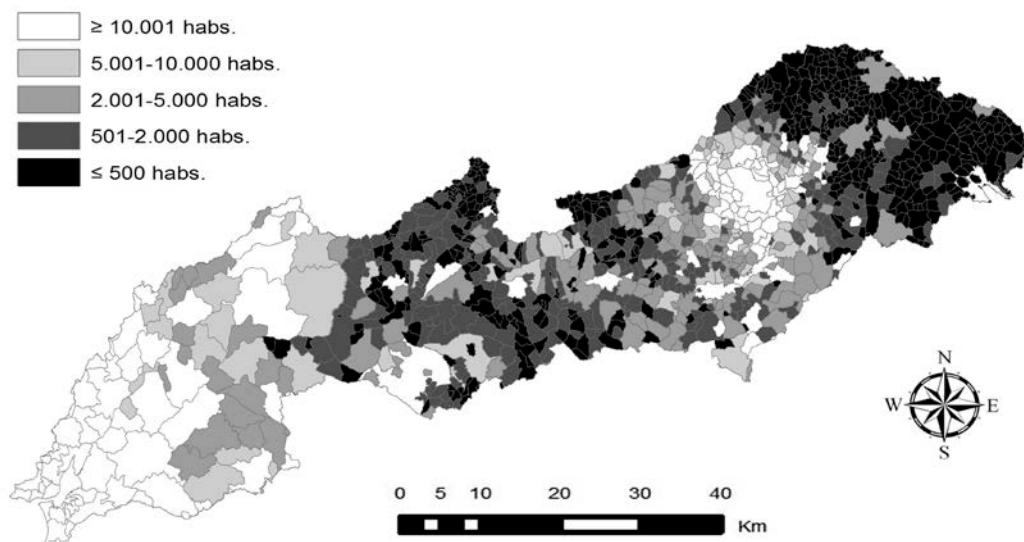 ≥ 10.001 habs.
5.001-10.000 habs.
2.001-5.000 habs.
501-2.000 habs.
≤ 500 habs.
N
W E
S
0 5 10 20 30 40
Km